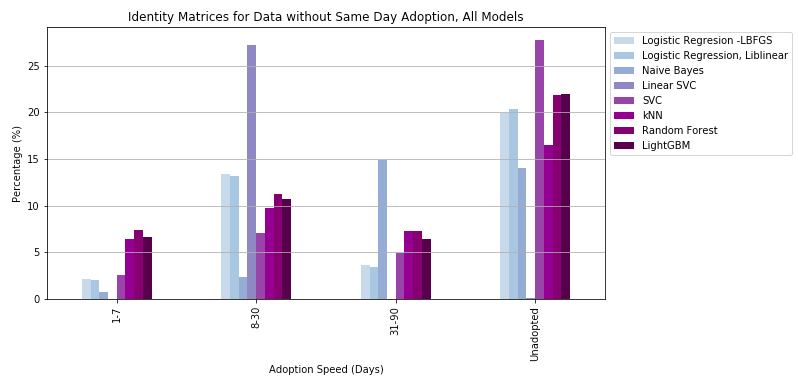 Identity Matrices for Data without Same Day Adoption, All Models
Logistic Regresion -LBFGS
Logistic Regression, Liblinear
Naive Bayes
Linear SVC
SVC
kNN
Random Forest
LightGBM
Percentage (%)
25
20
15
10
5
0
1-7
8-30
31-90
Unadopted
Adoption Speed (Days)